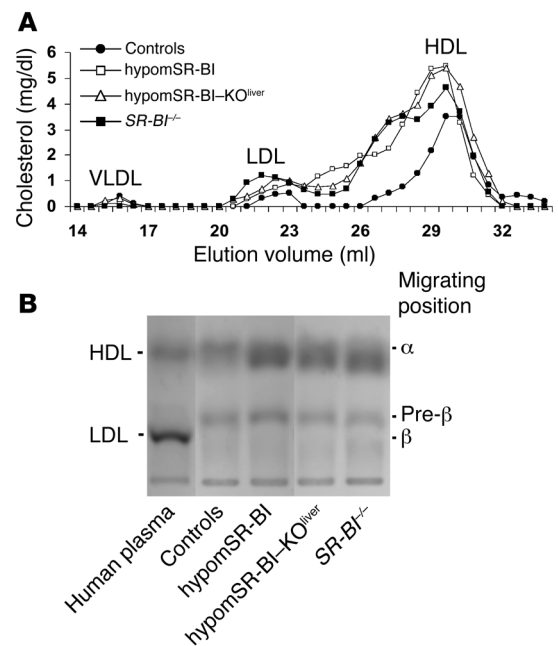 A
Cholesterol (mg/dl)
6
5
4
3
2
1
0
Controls
hypomSR-BI
hypomSR-BI–KOliver
SR-BI–/–
VLDL
LDL
HDL
14 17 20 23 26 29 32
Elution volume (ml)
B
Migrating
position
HDL
α
Pre-β
LDL
β
Human plasma
Controls
hypomSR-BI
hypomSR-BI–KOliver
SR-BI–/–